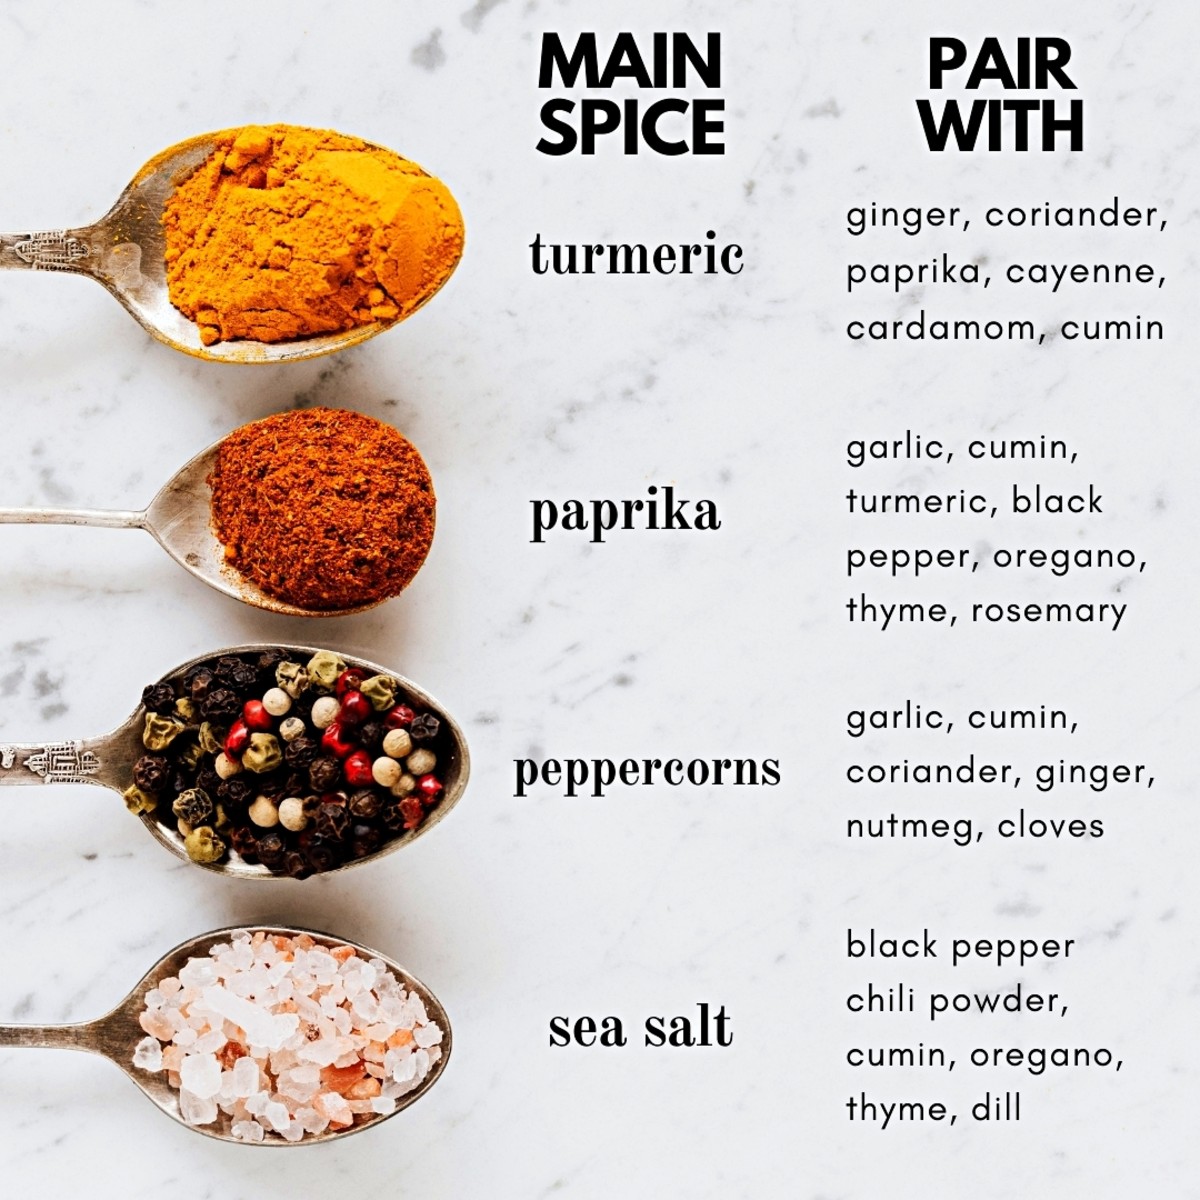 MAIN
SPICE
PAIR
WITH
turmeric
ginger, coriander,
paprika, cayenne,
cardamom, cumin
paprika
garlic, cumin,
turmeric, black
pepper, oregano,
thyme, rosemary
peppercorns
garlic, cumin,
coriander, ginger,
nutmeg, cloves
sea salt
black pepper
chili powder,
cumin, oregano,
thyme, dill